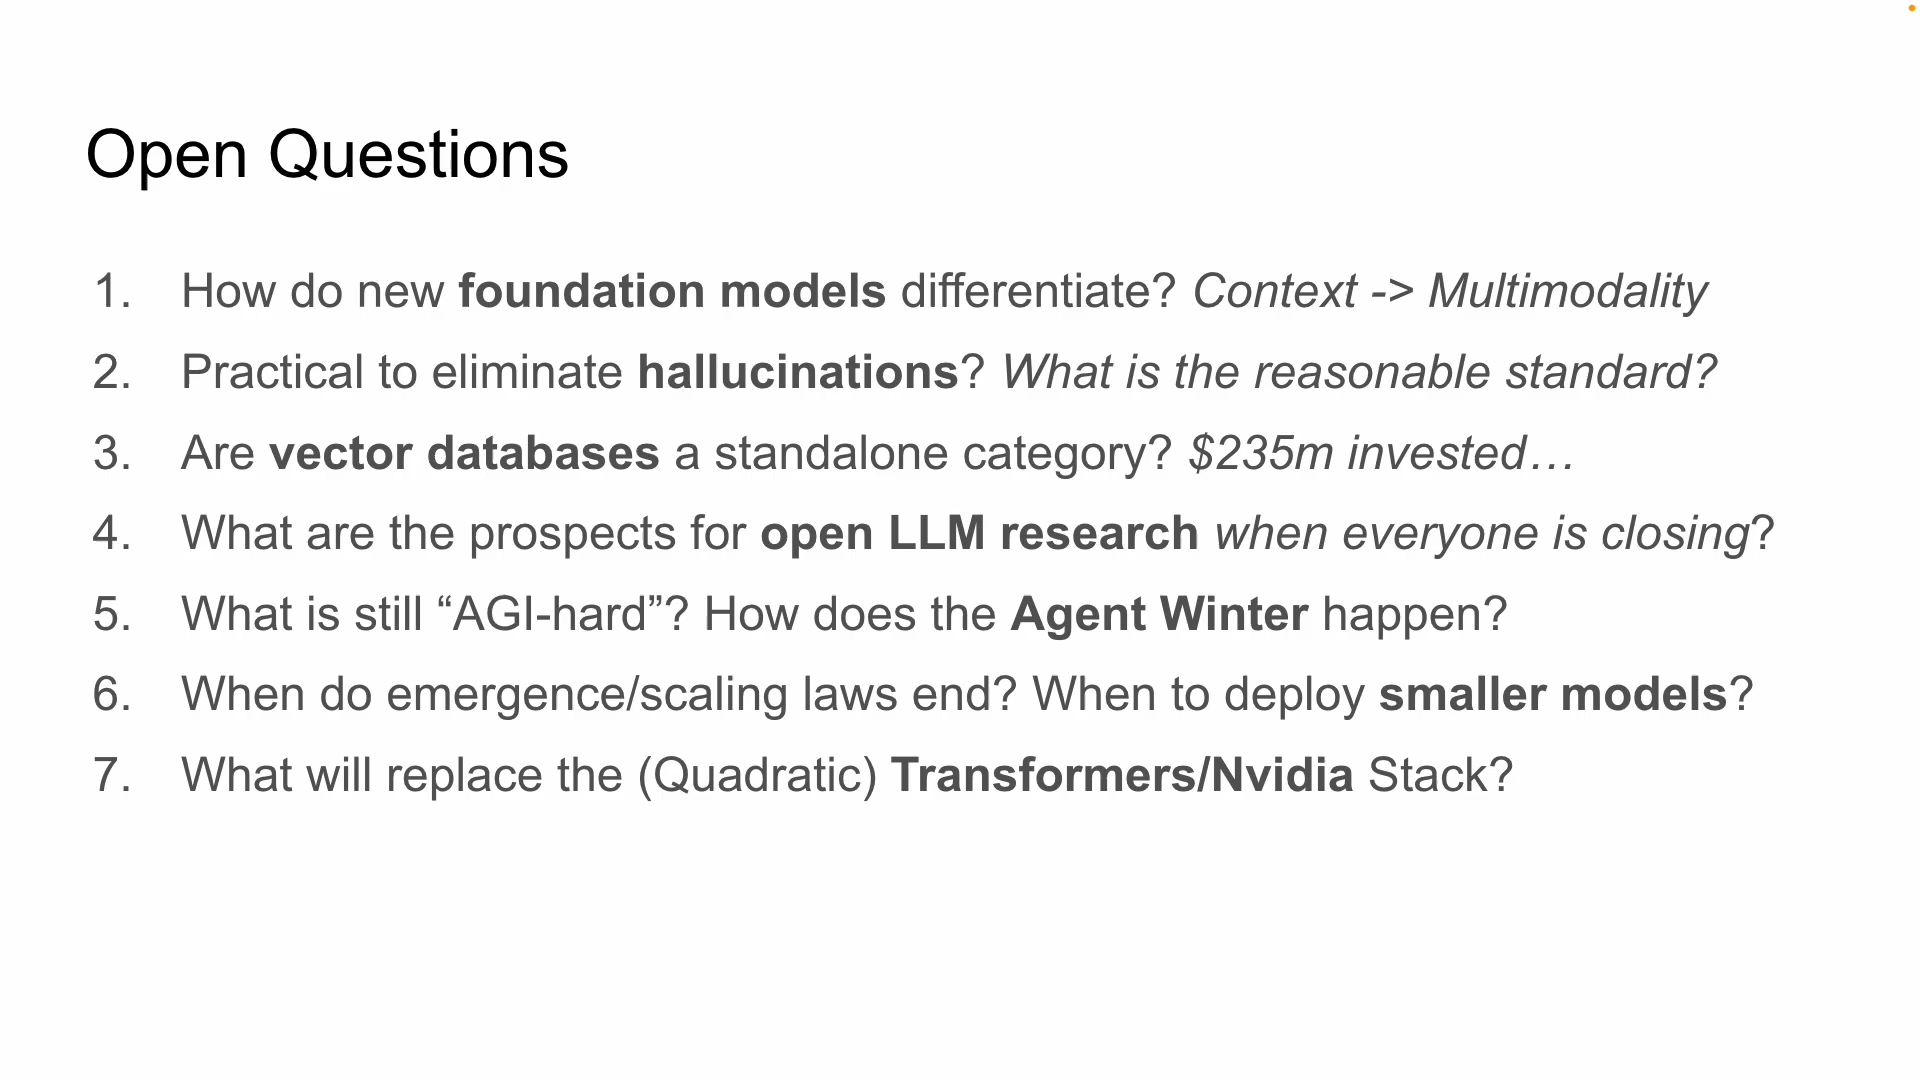 Open Questions
1. How do new foundation models differentiate? Context -> Multimodality
2. Practical to eliminate hallucinations? What is the reasonable standard?
3. Are vector databases a standalone category? $235m invested…
4. What are the prospects for open LLM research when everyone is closing?
5. What is still “AGI-hard”? How does the Agent Winter happen?
6. When do emergence/scaling laws end? When to deploy smaller models?
7. What will replace the (Quadratic) Transformers/Nvidia Stack?